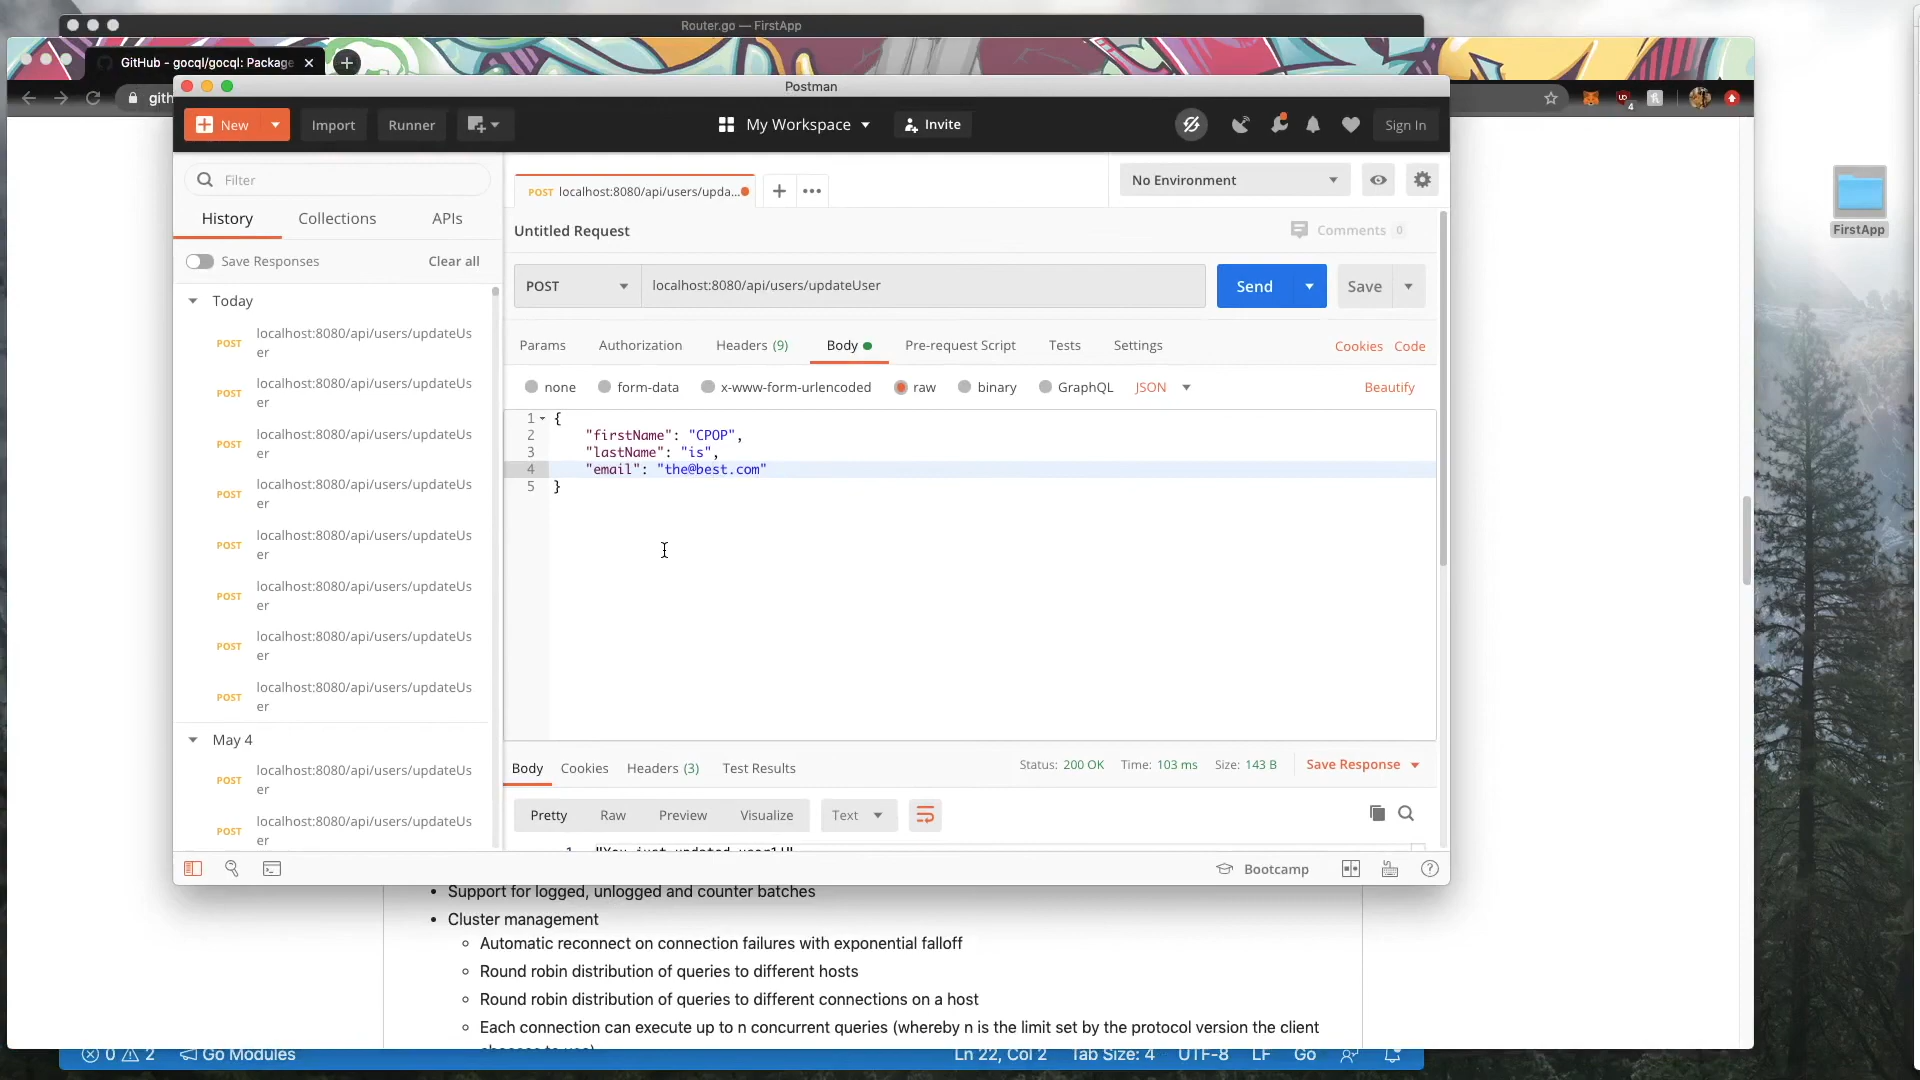 Router.go — FirstApp
GitHub - gocql/gocql: Package
gith
Postman
New
Import
Runner
My Workspace
Invite
Sign In
4
Filter
History
Collections
APIs
Save Responses
Clear all
Today
POST localhost:8080/api/users/updateUs
er
POST localhost:8080/api/users/updateUs
er
POST localhost:8080/api/users/updateUs
er
POST localhost:8080/api/users/updateUs
er
POST localhost:8080/api/users/updateUs
er
POST localhost:8080/api/users/updateUs
er
POST localhost:8080/api/users/updateUs
er
POST localhost:8080/api/users/updateUs
er
May 4
POST localhost:8080/api/users/updateUs
er
POST localhost:8080/api/users/updateUs
er
POST localhost:8080/api/users/upda...
No Environment
Untitled Request
Comments 0
POST
localhost:8080/api/users/updateUser
Send
Save
Params
Authorization
Headers (9)
Body
Pre-request Script
Tests
Settings
Cookies
Code
none
form-data
x-www-form-urlencoded
raw
binary
GraphQL
JSON
Beautify
1 {
2 "firstName": "CPOP",
3 "lastName": "is",
4 "email": "the@best.com"
5 }
Body
Cookies
Headers (3)
Test Results
Status: 200 OK
Time: 103 ms
Size: 143 B
Save Response
Pretty
Raw
Preview
Visualize
Text
1 "You just updated user1!"
Bootcamp
FirstApp
• Support for logged, unlogged and counter batches
• Cluster management
Automatic reconnect on connection failures with exponential falloff
Round robin distribution of queries to different hosts
Round robin distribution of queries to different connections on a host
Each connection can execute up to n concurrent queries (whereby n is the limit set by the protocol version the client
chooses to use)
0
2
Go Modules
Ln 22, Col 2
Tab Size: 4
UTF-8
LF
Go